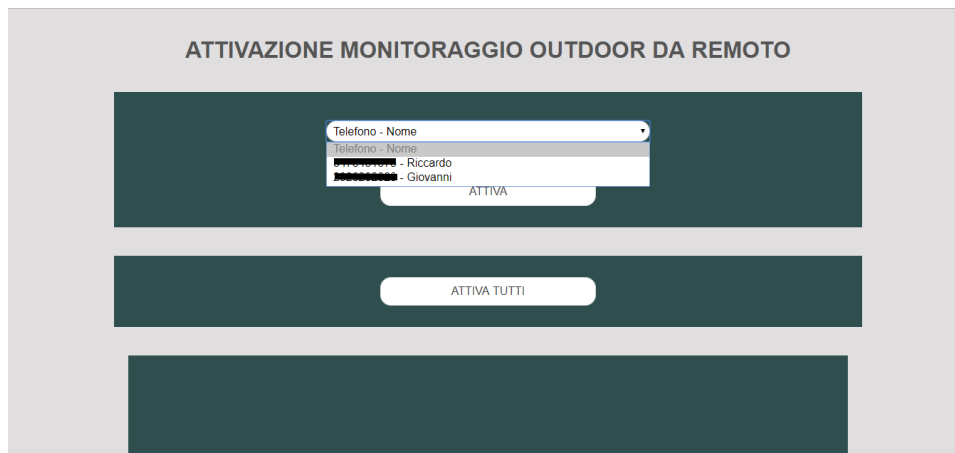 ATTIVAZIONE MONITORAGGIO OUTDOOR DA REMOTO
Telefono - Nome
Telefono - Nome
- Riccardo
- Giovanni
ATTIVA
ATTIVA TUTTI